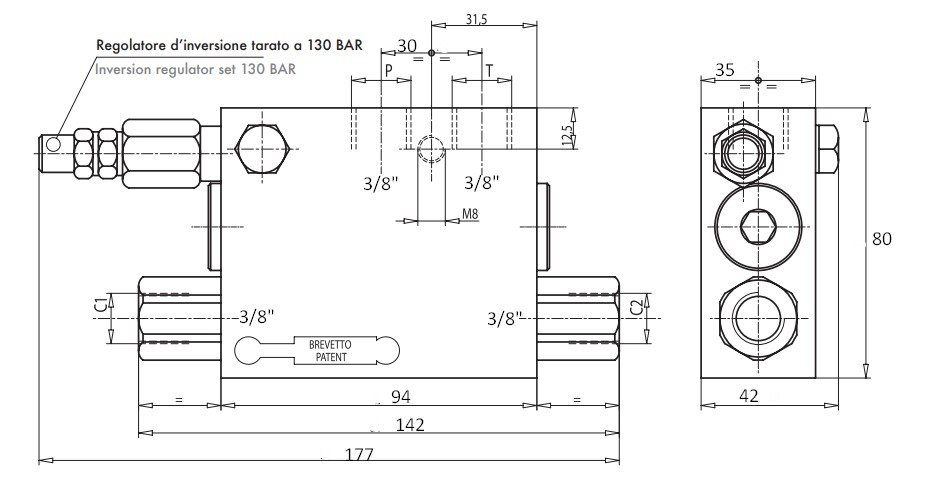 31,5
Regolatore d'inversione tarato a 130 BAR
30
=
=
Inversion regulator set 130 BAR
P
T
35
=
=
12,5
3/8"
3/8"
M8
80
C1
3/8"
3/8"
C2
BREVETTO
PATENT
=
94
=
42
142
177